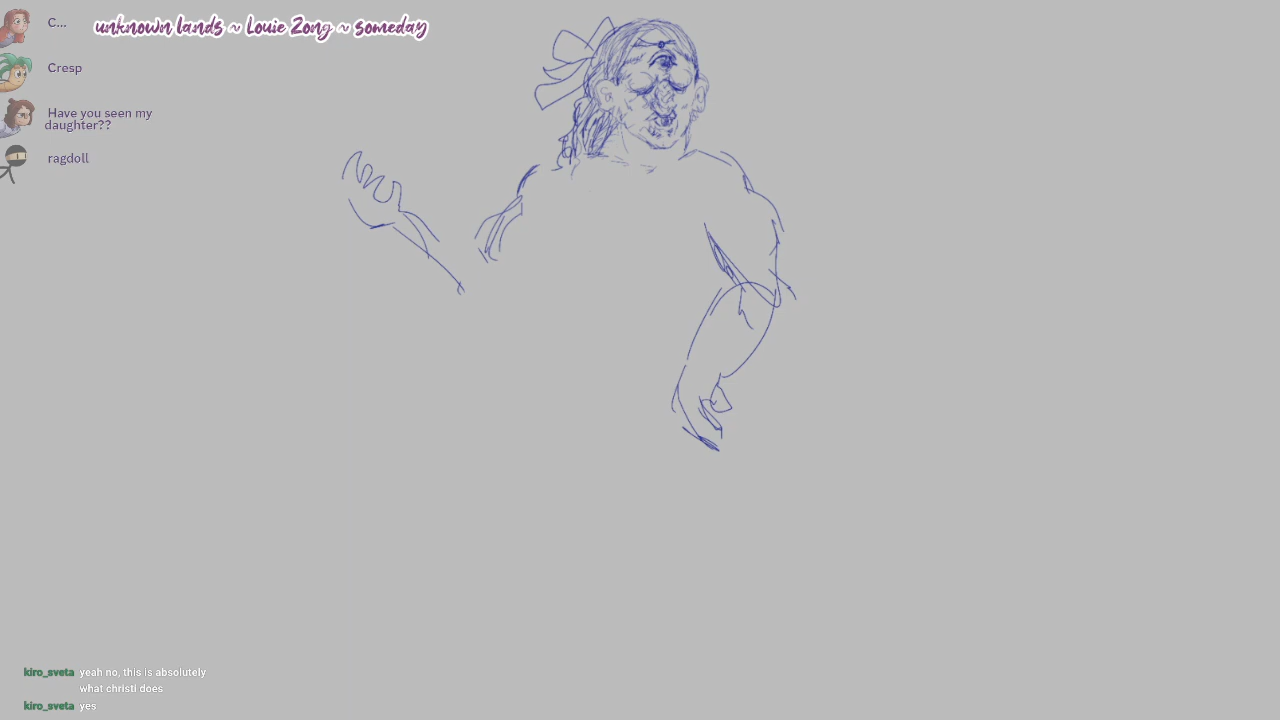 C...
unknown lands ~ Louie Zong ~ someday
Cresp
Have you seen my
daughter??
ragdoll
kiro_sveta yeah no, this is absolutely
what christi does
kiro_sveta yes